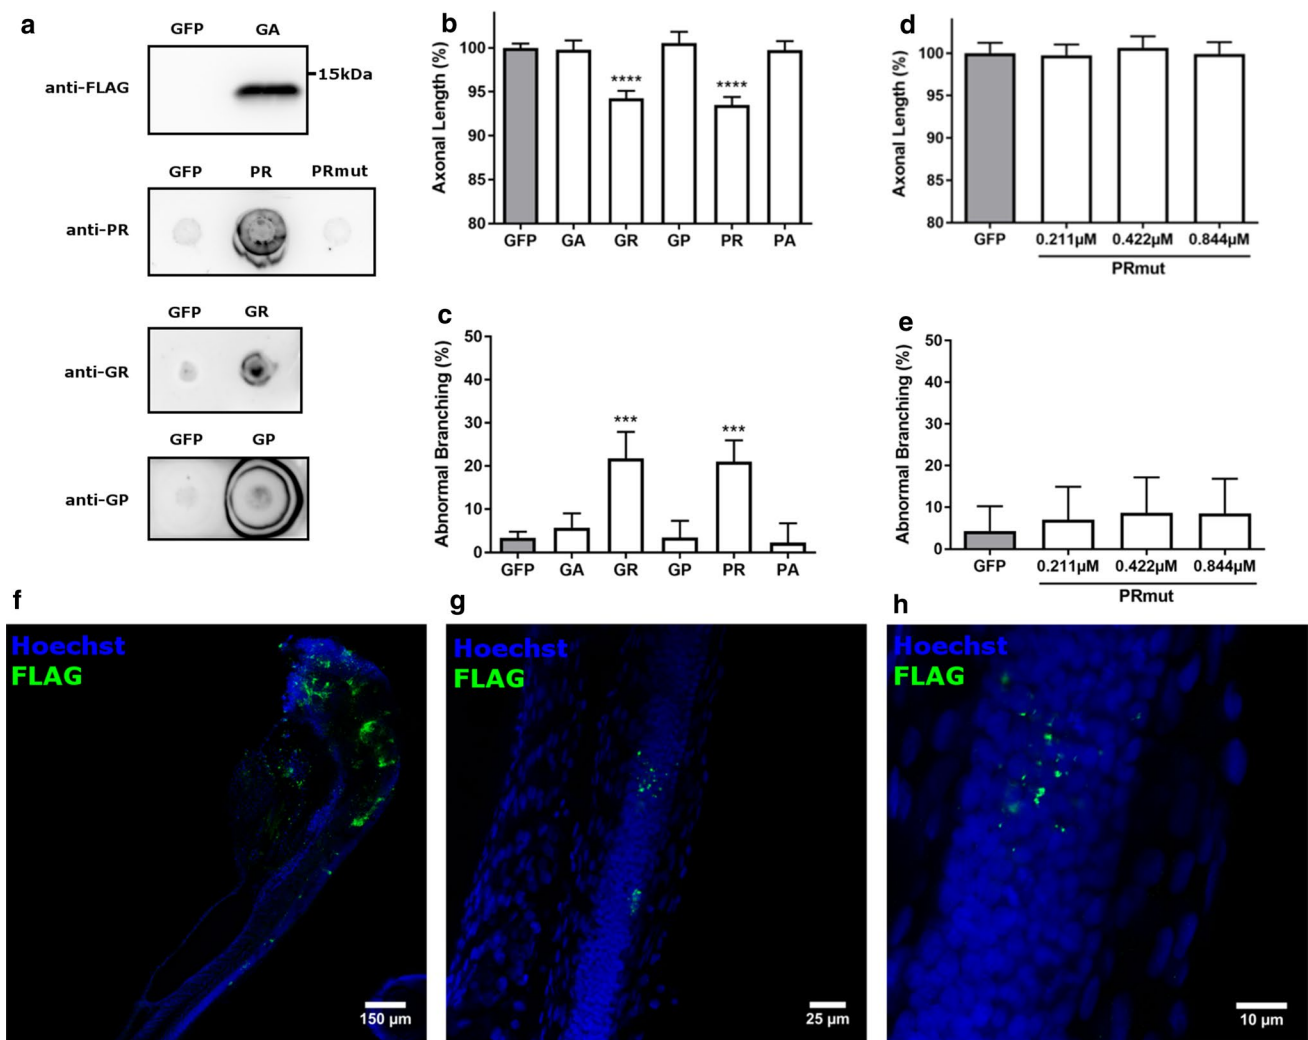 a
GFP GA
anti-FLAG
15kDa
GFP PR PRmut
anti-PR
GFP GR
anti-GR
GFP GP
anti-GP
b
Axonal Length (%)
100
95
90
85
80
**** ****
GFP GA GR GP PR PA
c
Abnormal Branching (%)
50
40
30
20
10
0
*** ***
GFP GA GR GP PR PA
d
Axonal Length (%)
100
95
90
85
80
GFP 0.211µM 0.422µM 0.844µM
PRmut
e
Abnormal Branching (%)
50
40
30
20
10
0
GFP 0.211µM 0.422µM 0.844µM
PRmut
f
Hoechst
FLAG
150 µm
g
Hoechst
FLAG
25 µm
h
Hoechst
FLAG
10 µm